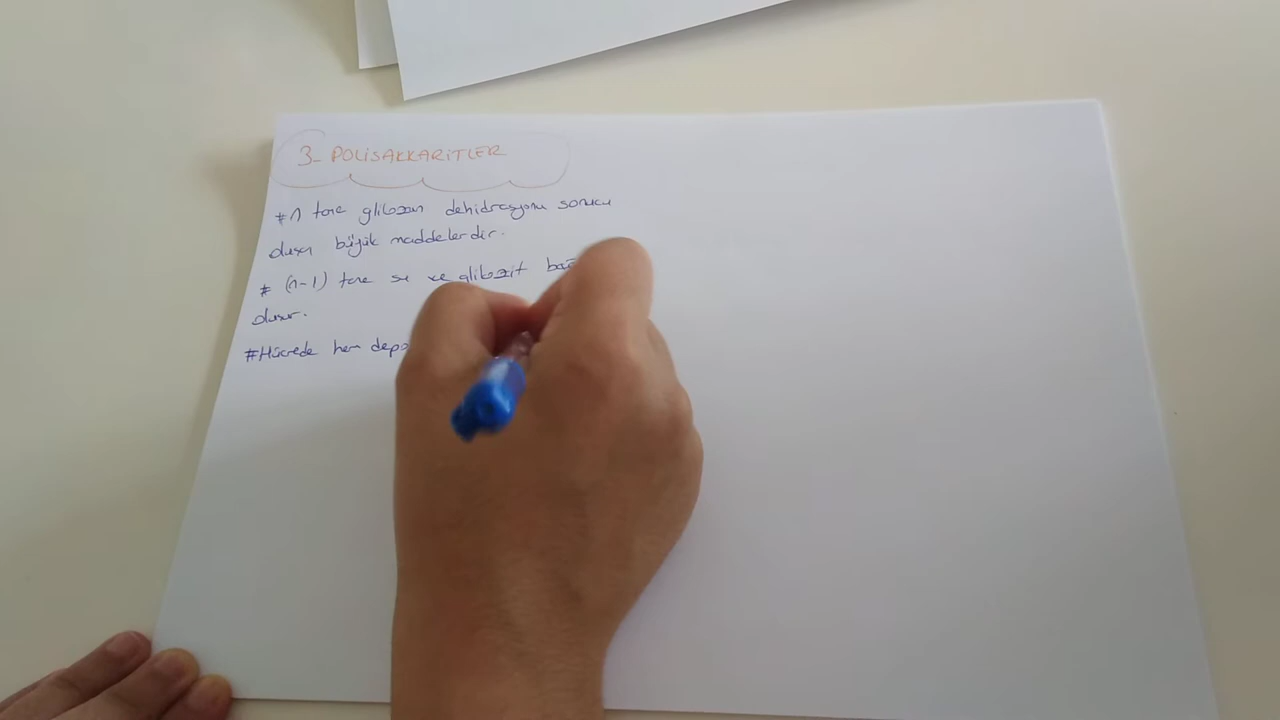 3- POLİSAKKARİTLER
# n tane glikozun dehidrasyonu sonucu
oluşan büyük maddelerdir.
# (n-1) tane su ve glikozit
oluşur.
# Hücrede hem depo